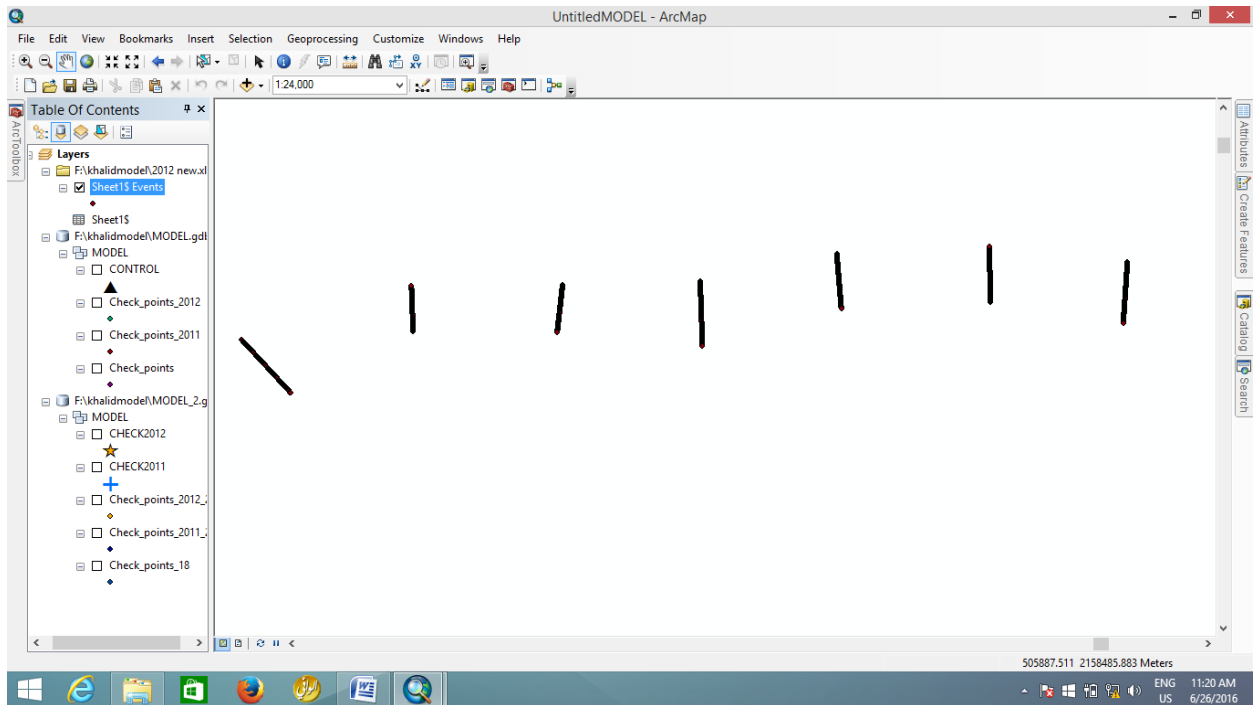 UntitledMODEL - ArcMap
File Edit View Bookmarks Insert Selection Geoprocessing Customize Windows Help
1:24,000
Table Of Contents
ArcToolbox
Layers
F:\khalidmodel\2012 new.xl
Sheet1$ Events
Sheet1$
F:\khalidmodel\MODEL.gdl
MODEL
CONTROL
Check_points_2012
Check_points_2011
Check_points
F:\khalidmodel\MODEL_2.g
MODEL
CHECK2012
CHECK2011
Check_points_2012_2
Check_points_2011_2
Check_points_18
Attributes
Create Features
Catalog
Search
505887.511 2158485.883 Meters
ENG 11:20 AM
US 6/26/2016